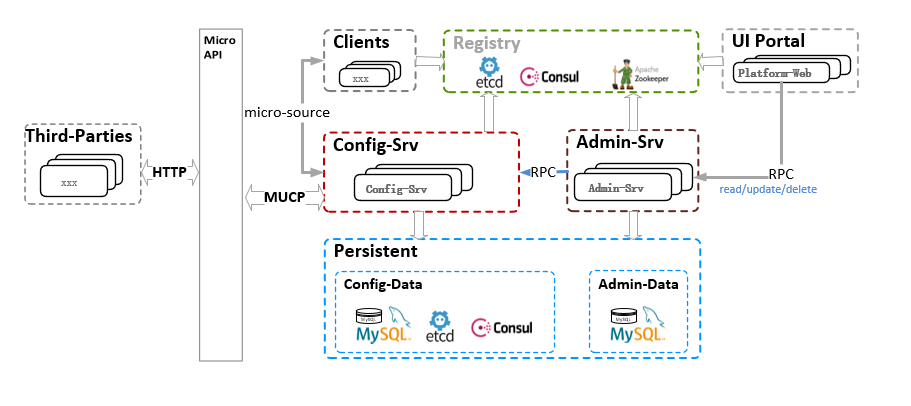 Micro
API
Clients
xxx
Registry
etcd
Consul
Apache
Zookeeper
UI Portal
Platform-Web
micro-source
Third-Parties
xxx
HTTP
MUCP
Config-Srv
Config-Srv
RPC
Admin-Srv
Admin-Srv
RPC
read/update/delete
Persistent
Config-Data
MySQL
MySQL
etcd
Consul
Admin-Data
MySQL
MySQL